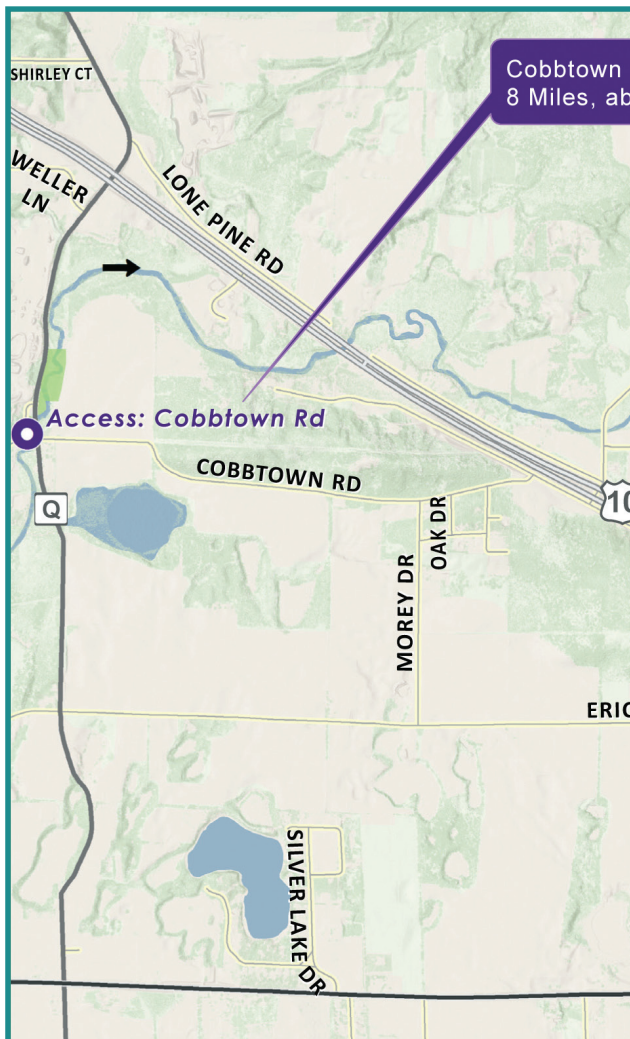 SHIRLEY CT
Cobbtown
8 Miles, ab
WELLER
LN
LONE PINE RD
Access: Cobbtown Rd
COBBTOWN RD
Q
10
OAK DR
MOREY DR
ERIC
SILVER LAKE DR